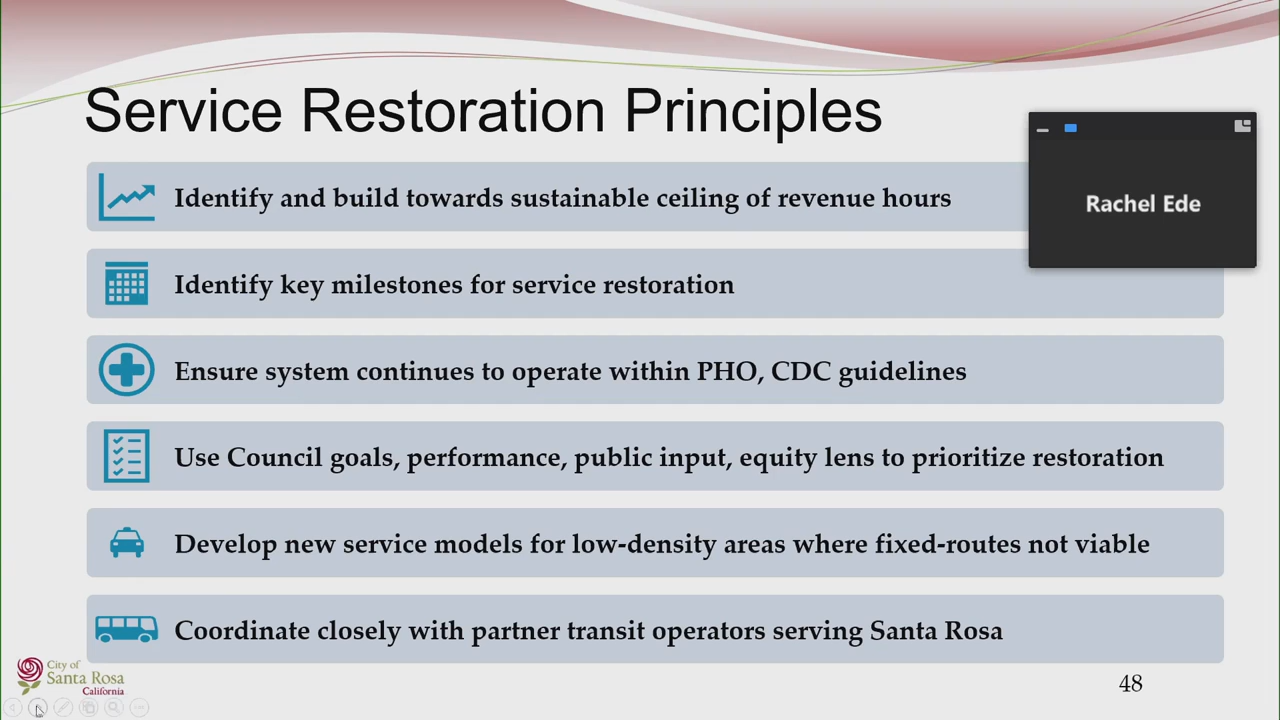 Service Restoration Principles
Identify and build towards sustainable ceiling of revenue hours
Rachel Ede
Identify key milestones for service restoration
Ensure system continues to operate within PHO, CDC guidelines
Use Council goals, performance, public input, equity lens to prioritize restoration
Develop new service models for low-density areas where fixed-routes not viable
Coordinate closely with partner transit operators serving Santa Rosa
City of
Santa Rosa
California
48